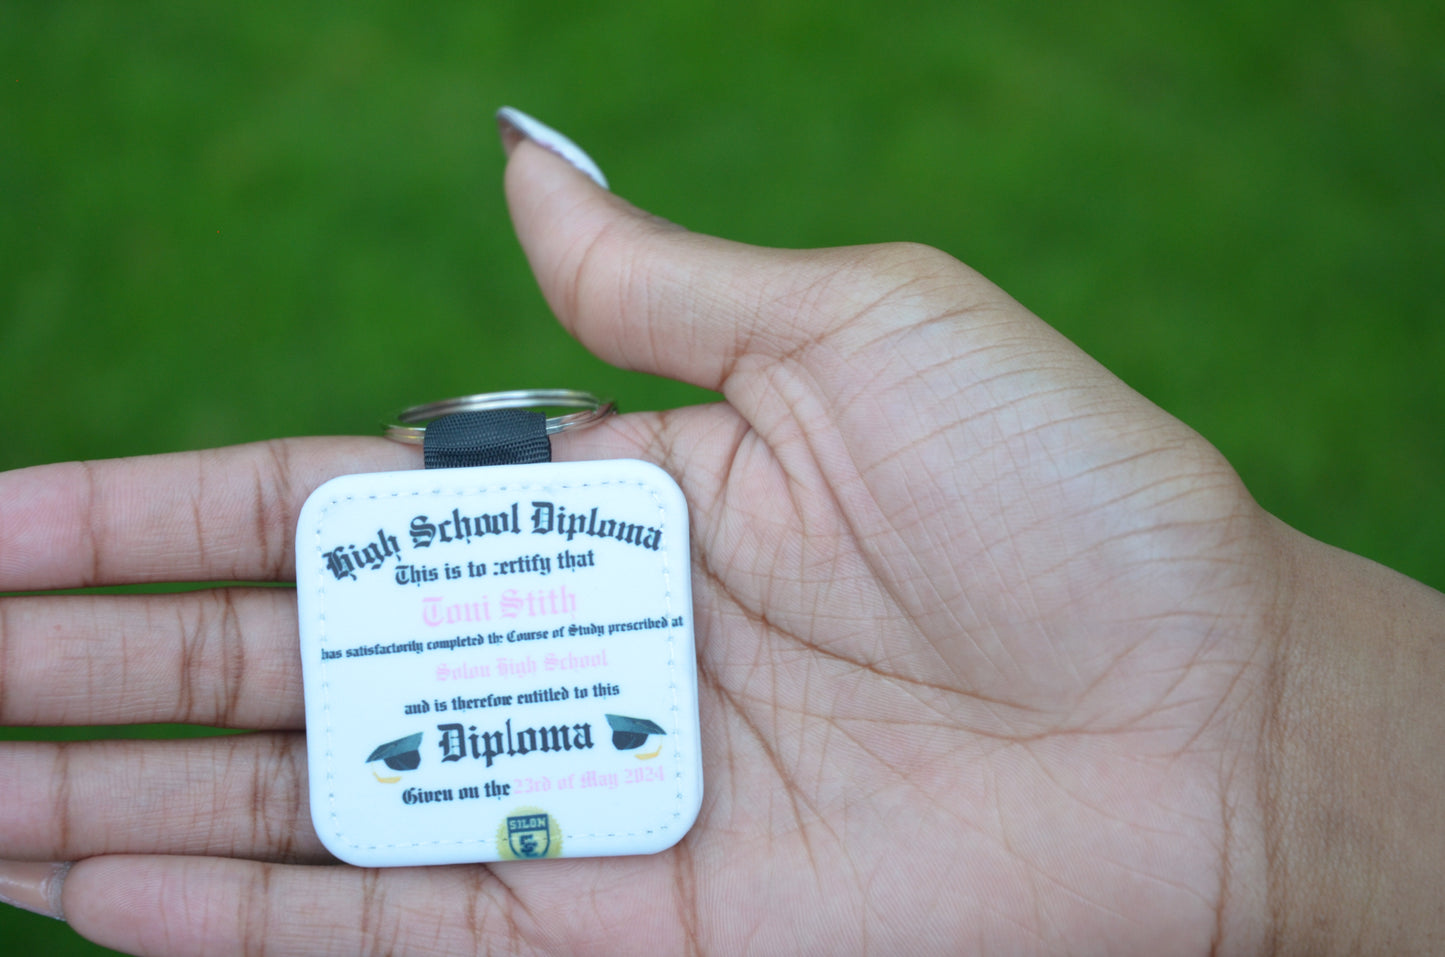 High School Diploma
This is to certify that
Toni Stith
has satisfactorily completed the Course of Study prescribed at
Solon High School
and is therefore entitled to this
Diploma
Given on the 23rd of May 2024
SOLON